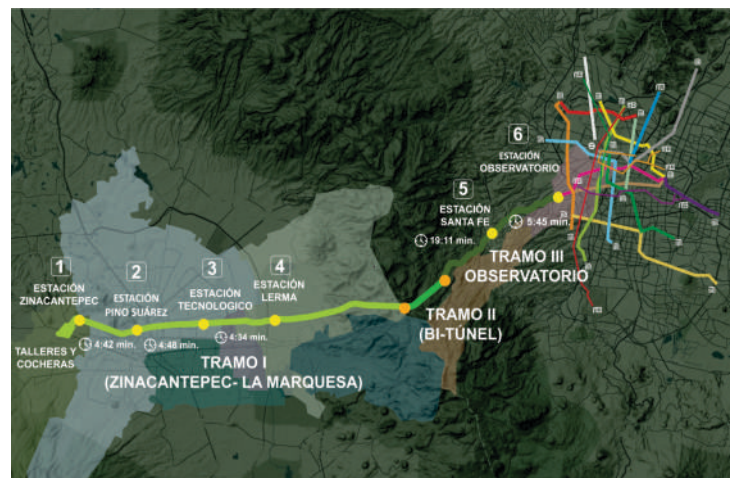 6
ESTACIÓN
OBSERVATORIO
5
ESTACIÓN
SANTA FE
5:45 min.
19:11 min.
TRAMO III
OBSERVATORIO
1
ESTACIÓN
ZINACANTEPEC
2
ESTACIÓN
PINO SUÁREZ
3
ESTACIÓN
TECNOLOGICO
4
ESTACIÓN
LERMA
TRAMO II
(BI-TÚNEL)
TALLERES Y
COCHERAS
4:42 min.
4:48 min.
4:34 min.
TRAMO I
(ZINACANTEPEC- LA MARQUESA)